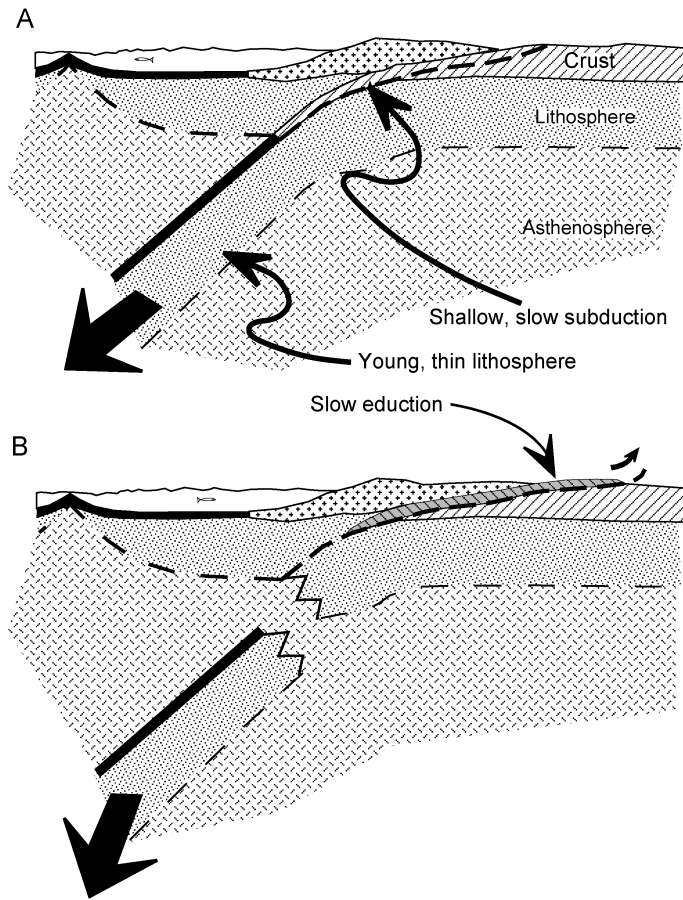 A
Crust
Lithosphere
Asthenosphere
Shallow, slow subduction
Young, thin lithosphere
Slow eduction
B